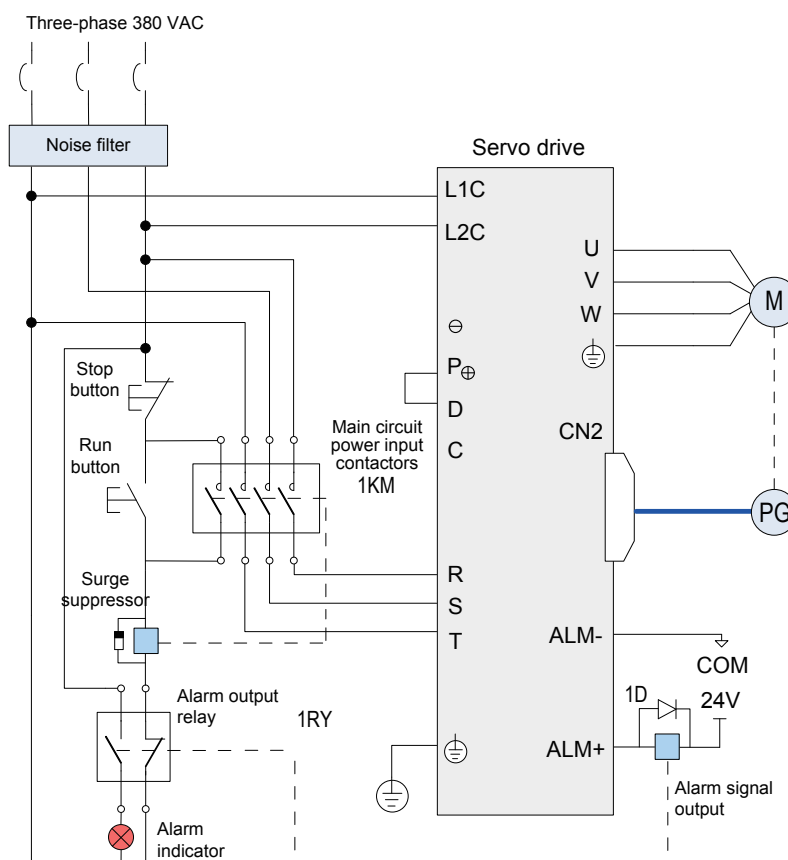 Three-phase 380 VAC
Noise filter
Servo drive
L1C
L2C
U
V
W
M
⊖
P⊕
D
C
CN2
Stop
button
Run
button
Main circuit
power input
contactors
1KM
PG
R
S
T
Surge
suppressor
ALM-
COM
1D
24V
ALM+
Alarm output
relay
1RY
Alarm signal
output
Alarm
indicator